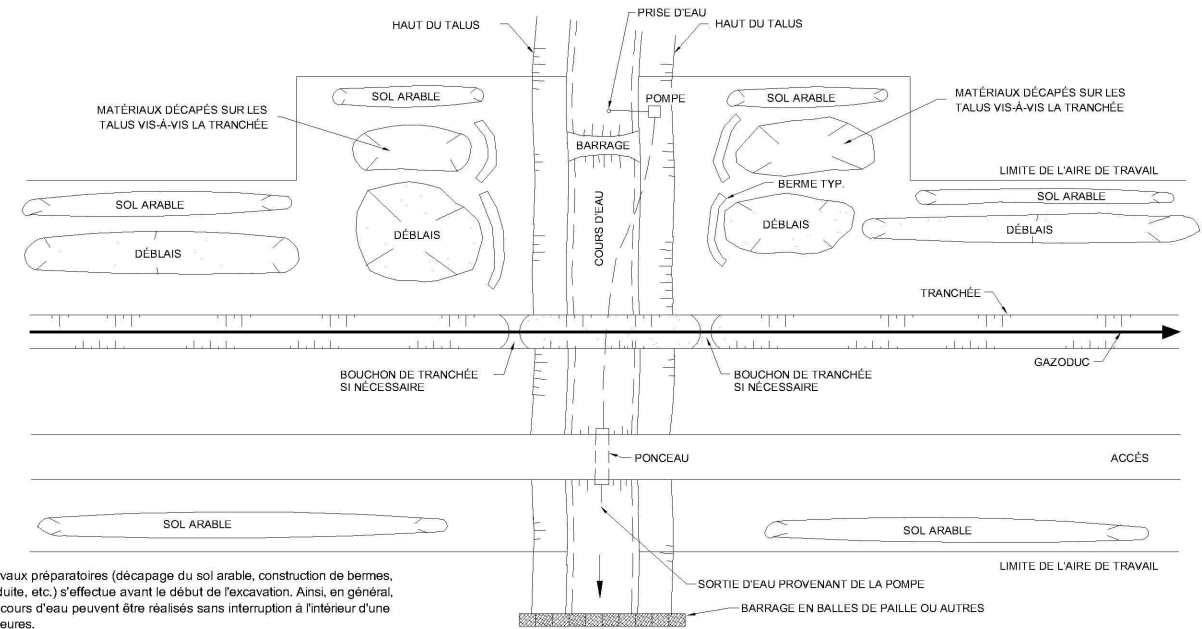 PRISE D'EAU
HAUT DU TALUS
HAUT DU TALUS
SOL ARABLE
POMPE
SOL ARABLE
MATÉRIAUX DÉCAPÉS SUR LES
TALUS VIS-À-VIS LA TRANCHÉE
MATÉRIAUX DÉCAPÉS SUR LES
TALUS VIS-À-VIS LA TRANCHÉE
BARRAGE
LIMITE DE L'AIRE DE TRAVAIL
BERME TYP.
SOL ARABLE
SOL ARABLE
COURS D'EAU
DÉBLAIS
DÉBLAIS
DÉBLAIS
DÉBLAIS
TRANCHÉE
GAZODUC
BOUCHON DE TRANCHÉE
SI NÉCESSAIRE
BOUCHON DE TRANCHÉE
SI NÉCESSAIRE
PONCEAU
ACCÈS
SOL ARABLE
SOL ARABLE
LIMITE DE L'AIRE DE TRAVAIL
vaux préparatoires (décapage du sol arable, construction de bermes,
duite, etc.) s'effectue avant le début de l'excavation. Ainsi, en général,
cours d'eau peuvent être réalisés sans interruption à l'intérieur d'une
eures.
SORTIE D'EAU PROVENANT DE LA POMPE
BARRAGE EN BALLES DE PAILLE OU AUTRES